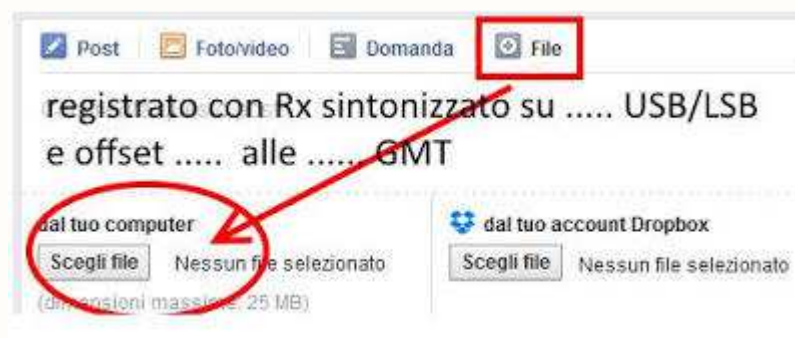 Post Foto/video Domanda File
registrato con Rx sintonizzato su ..... USB/LSB
e offset ..... alle ...... GMT
dal tuo computer dal tuo account Dropbox
Scegli file Nessun file selezionato Scegli file Nessun file selezionato
(dimensioni massime: 25 MB)